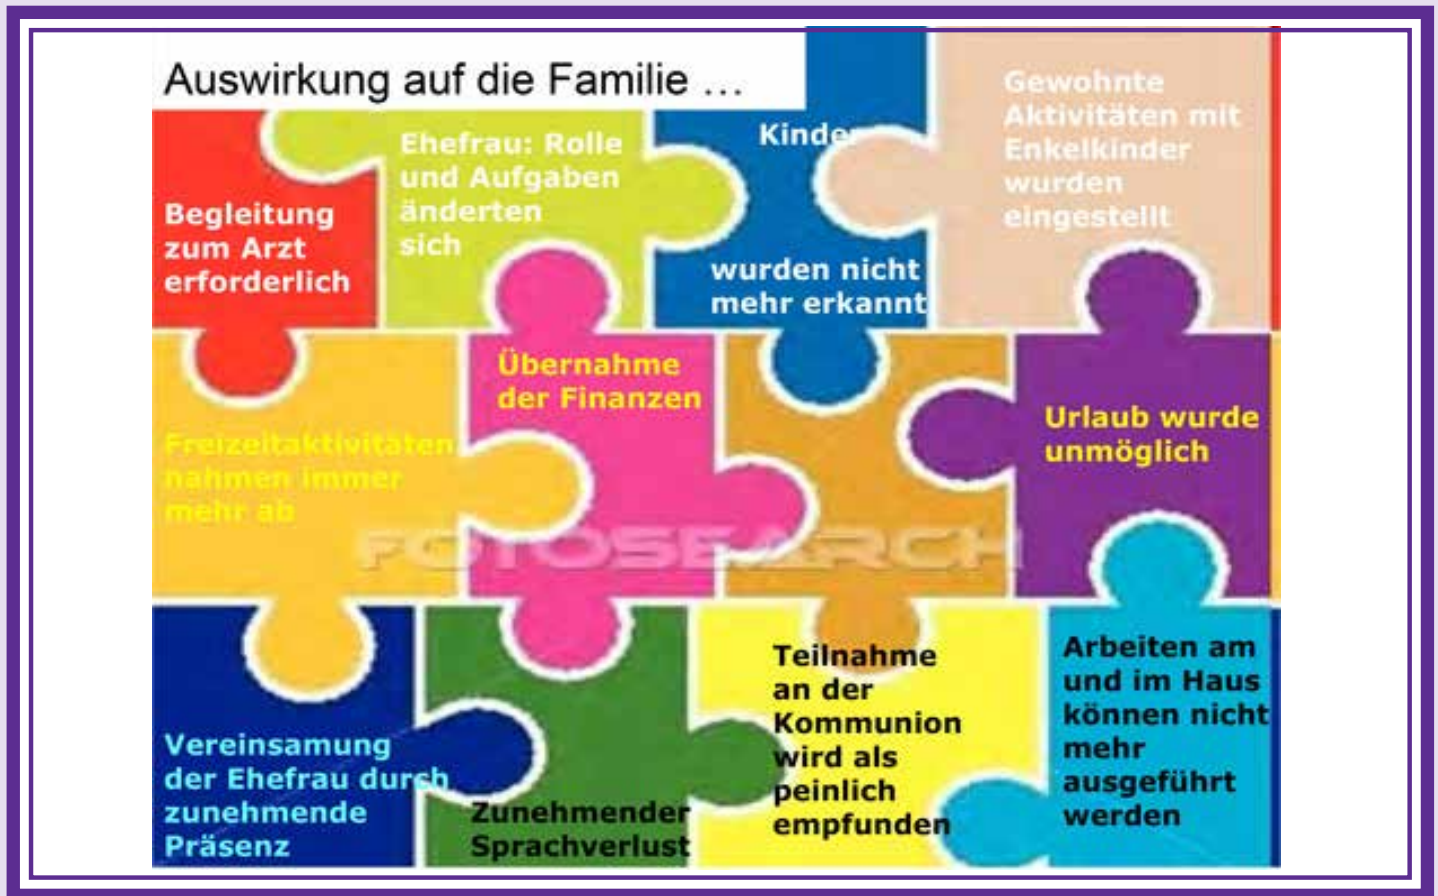 Auswirkung auf die Familie …
Begleitung
zum Arzt
erforderlich
Ehefrau: Rolle
und Aufgaben
änderten
sich
Kinder
wurden nicht
mehr erkannt
Gewohnte
Aktivitäten mit
Enkelkinder
wurden
eingestellt
Freizeitaktivitäten
nahmen immer
mehr ab
Übernahme
der Finanzen
Urlaub wurde
unmöglich
FOTOSEARCH
Vereinsamung
der Ehefrau durch
zunehmende
Präsenz
Zunehmender
Sprachverlust
Teilnahme
an der
Kommunion
wird als
peinlich
empfunden
Arbeiten am
und im Haus
können nicht
mehr
ausgeführt
werden